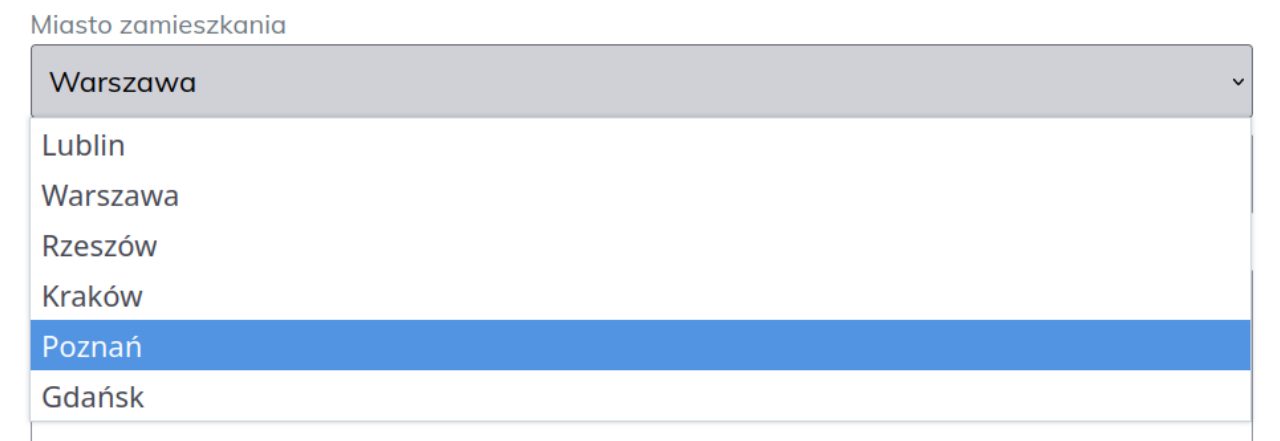 Miasto zamieszkania
Warszawa
Lublin
Warszawa
Rzeszów
Kraków
Poznań
Gdańsk